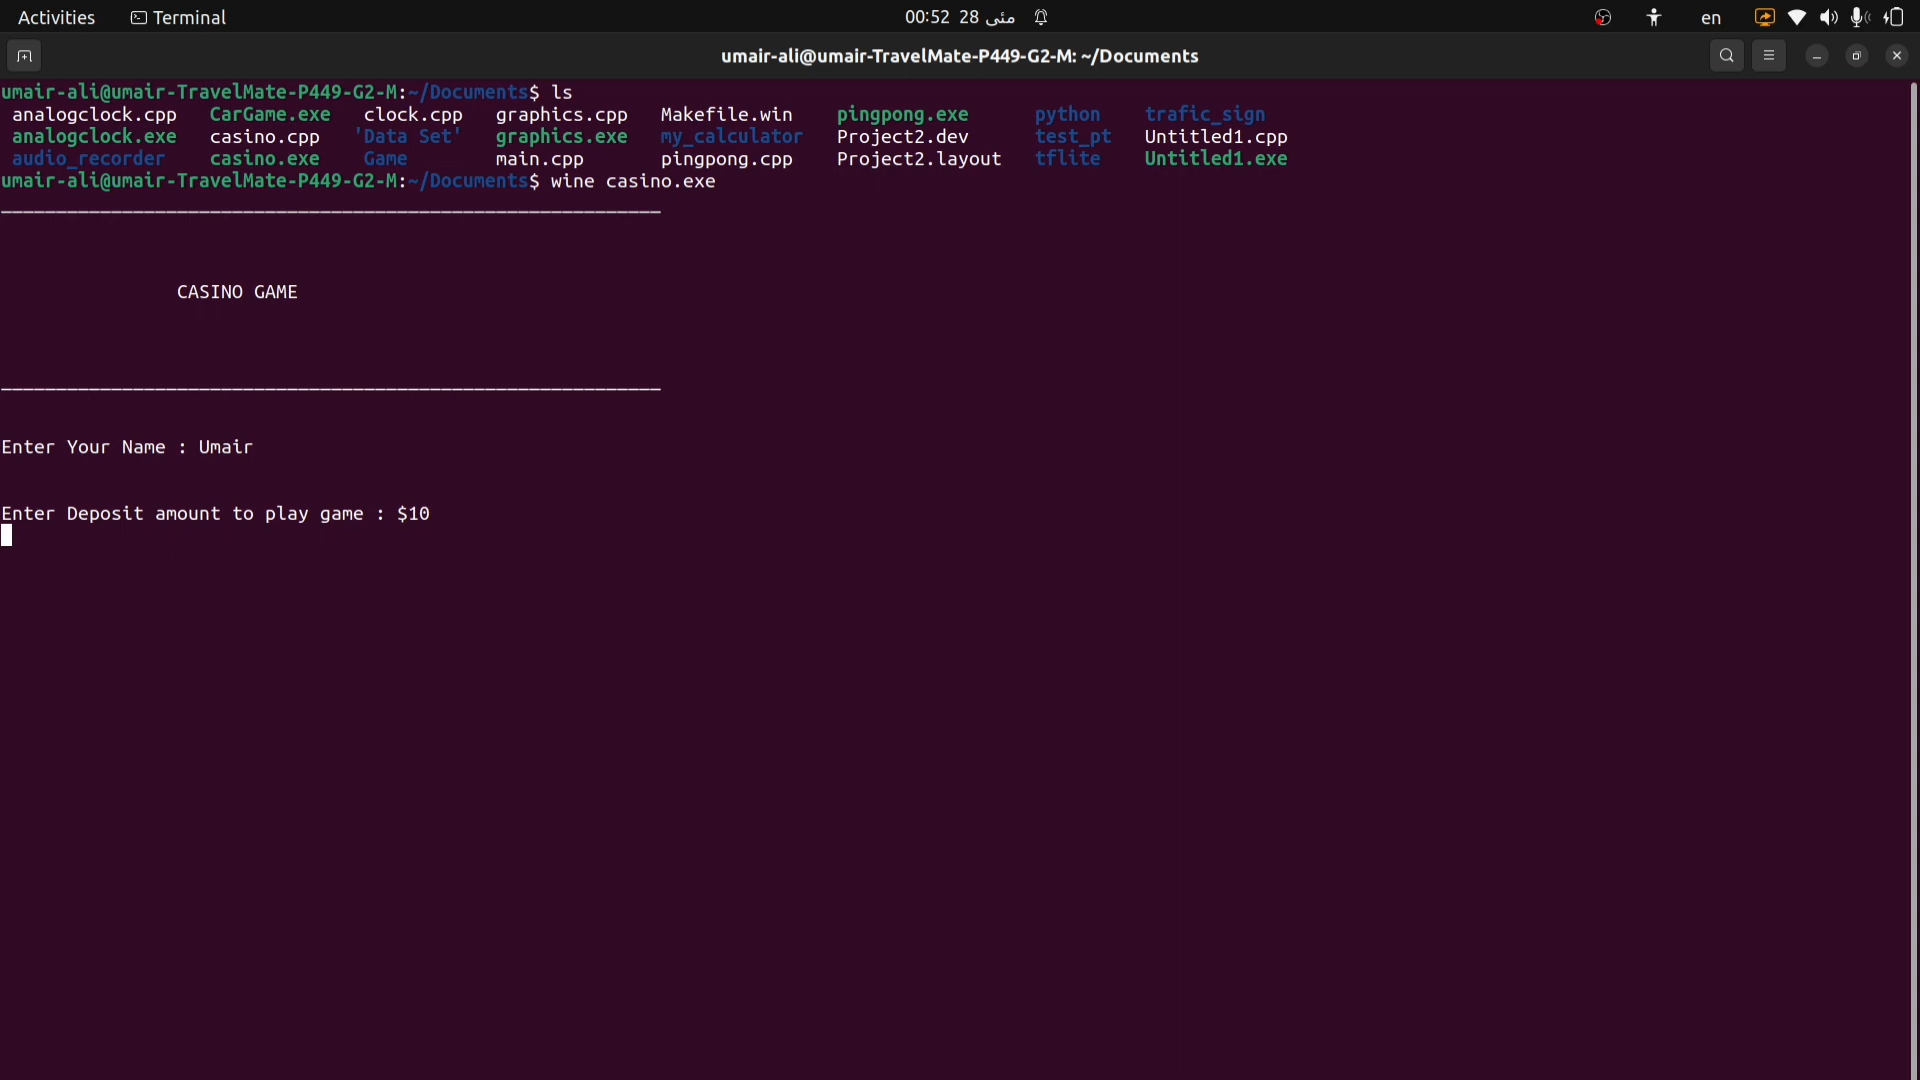 Activities Terminal 00:52 28 مئی en
umair-ali@umair-TravelMate-P449-G2-M: ~/Documents
umair-ali@umair-TravelMate-P449-G2-M:~/Documents$ ls
analogclock.cpp CarGame.exe clock.cpp graphics.cpp Makefile.win pingpong.exe python trafic_sign
analogclock.exe casino.cpp 'Data Set' graphics.exe my_calculator Project2.dev test_pt Untitled1.cpp
audio_recorder casino.exe Game main.cpp pingpong.cpp Project2.layout tflite Untitled1.exe
umair-ali@umair-TravelMate-P449-G2-M:~/Documents$ wine casino.exe
CASINO GAME
Enter Your Name : Umair
Enter Deposit amount to play game : $10